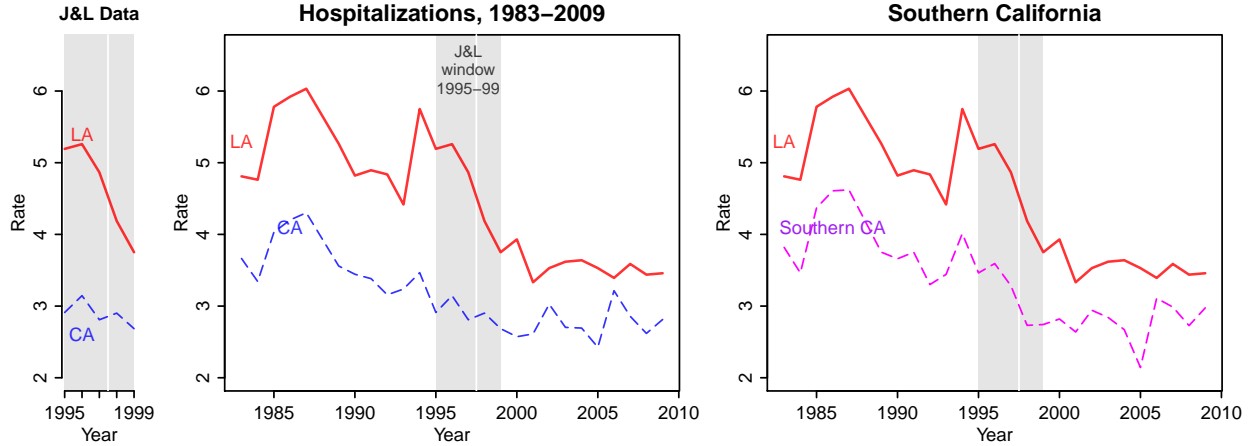 J&L Data
Rate
6
5
4
3
2
LA
CA
1995
1999
Year
Hospitalizations, 1983−2009
Rate
6
5
4
3
2
J&L
window
1995−99
LA
CA
1985
1990
1995
2000
2005
2010
Year
Southern California
Rate
6
5
4
3
2
LA
Southern CA
1985
1990
1995
2000
2005
2010
Year